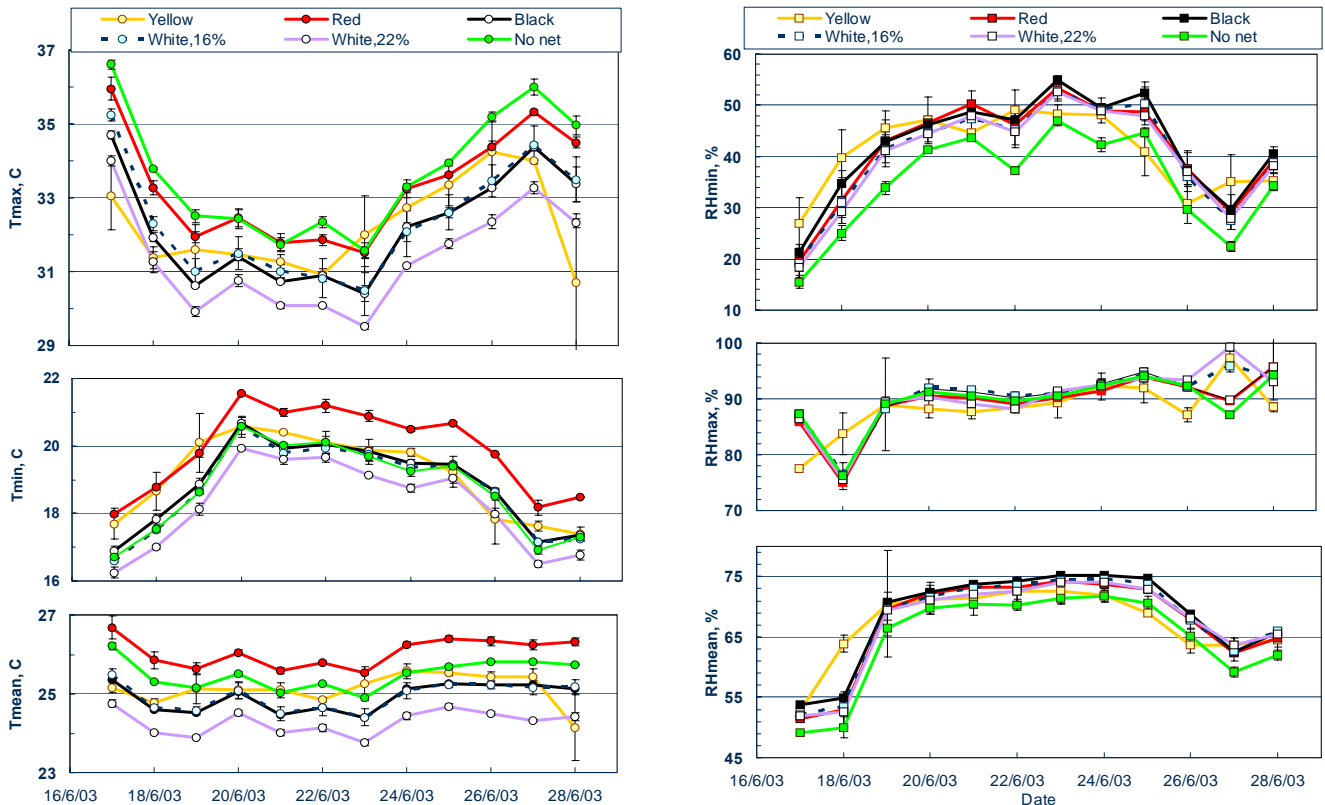 Yellow Red Black
White,16% White,22% No net
37
35
33
31
29
Tmax, C
22
20
18
16
Tmin, C
27
25
23
Tmean, C
16/6/03 18/6/03 20/6/03 22/6/03 24/6/03 26/6/03 28/6/03
Yellow Red Black
White,16% White,22% No net
60
50
40
30
20
10
RHmin, %
100
90
80
70
RHmax, %
75
65
55
45
RHmean, %
16/6/03 18/6/03 20/6/03 22/6/03 24/6/03 26/6/03 28/6/03
Date